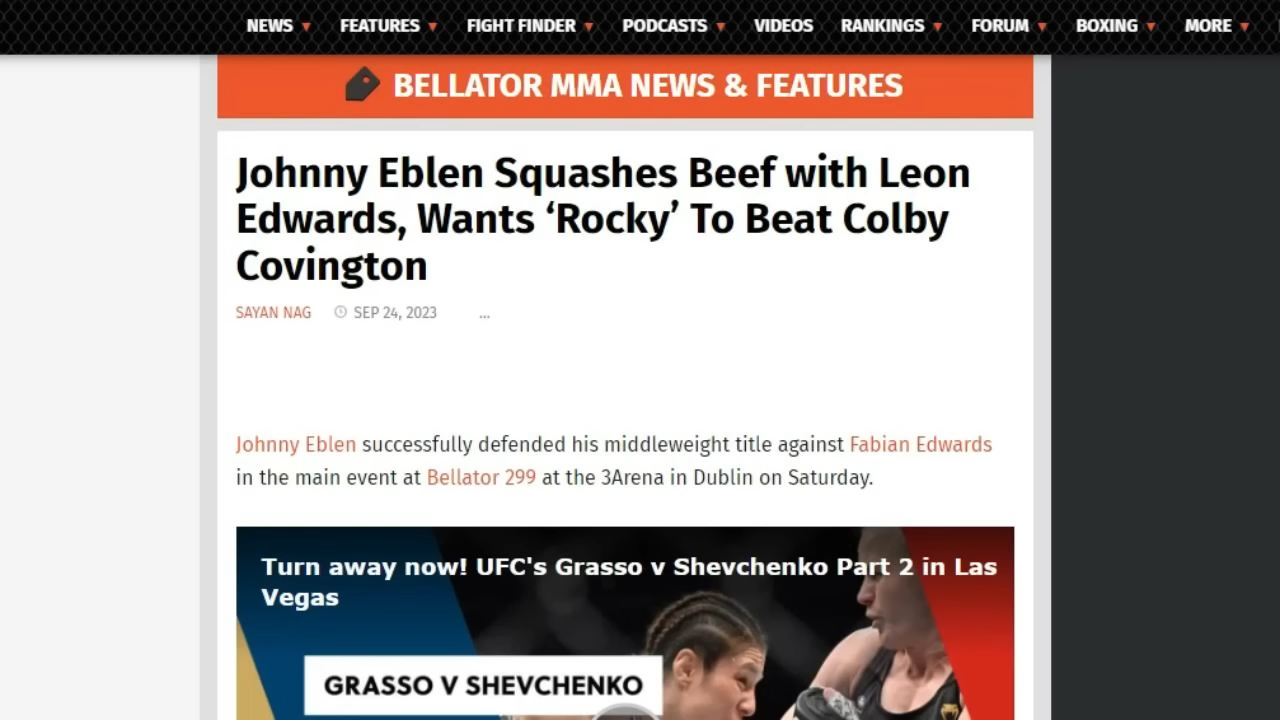 NEWS FEATURES FIGHT FINDER PODCASTS VIDEOS RANKINGS FORUM BOXING MORE
BELLATOR MMA NEWS & FEATURES
Johnny Eblen Squashes Beef with Leon
Edwards, Wants ‘Rocky’ To Beat Colby
Covington
SAYAN NAG SEP 24, 2023 ...
Johnny Eblen successfully defended his middleweight title against Fabian Edwards
in the main event at Bellator 299 at the 3Arena in Dublin on Saturday.
Turn away now! UFC's Grasso v Shevchenko Part 2 in Las
Vegas
GRASSO V SHEVCHENKO